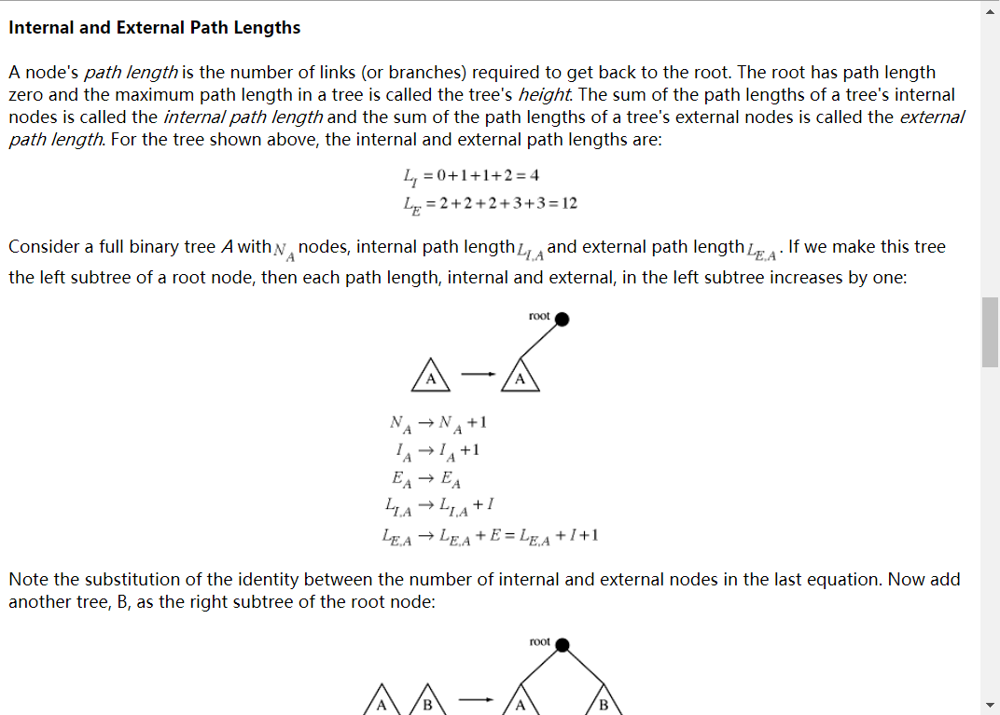 Internal and External Path Lengths
A node's path length is the number of links (or branches) required to get back to the root. The root has path length
zero and the maximum path length in a tree is called the tree's height. The sum of the path lengths of a tree's internal
nodes is called the internal path length and the sum of the path lengths of a tree's external nodes is called the external
path length. For the tree shown above, the internal and external path lengths are:
L_I = 0+1+1+2 = 4
L_E = 2+2+2+3+3 = 12
Consider a full binary tree A with N_A nodes, internal path length L_{I,A} and external path length L_{E,A}. If we make this tree
the left subtree of a root node, then each path length, internal and external, in the left subtree increases by one:
root
A → A
N_A → N_A +1
I_A → I_A +1
E_A → E_A
L_{I,A} → L_{I,A} + I
L_{E,A} → L_{E,A} + E = L_{E,A} + I + 1
Note the substitution of the identity between the number of internal and external nodes in the last equation. Now add
another tree, B, as the right subtree of the root node:
root
A B → A B